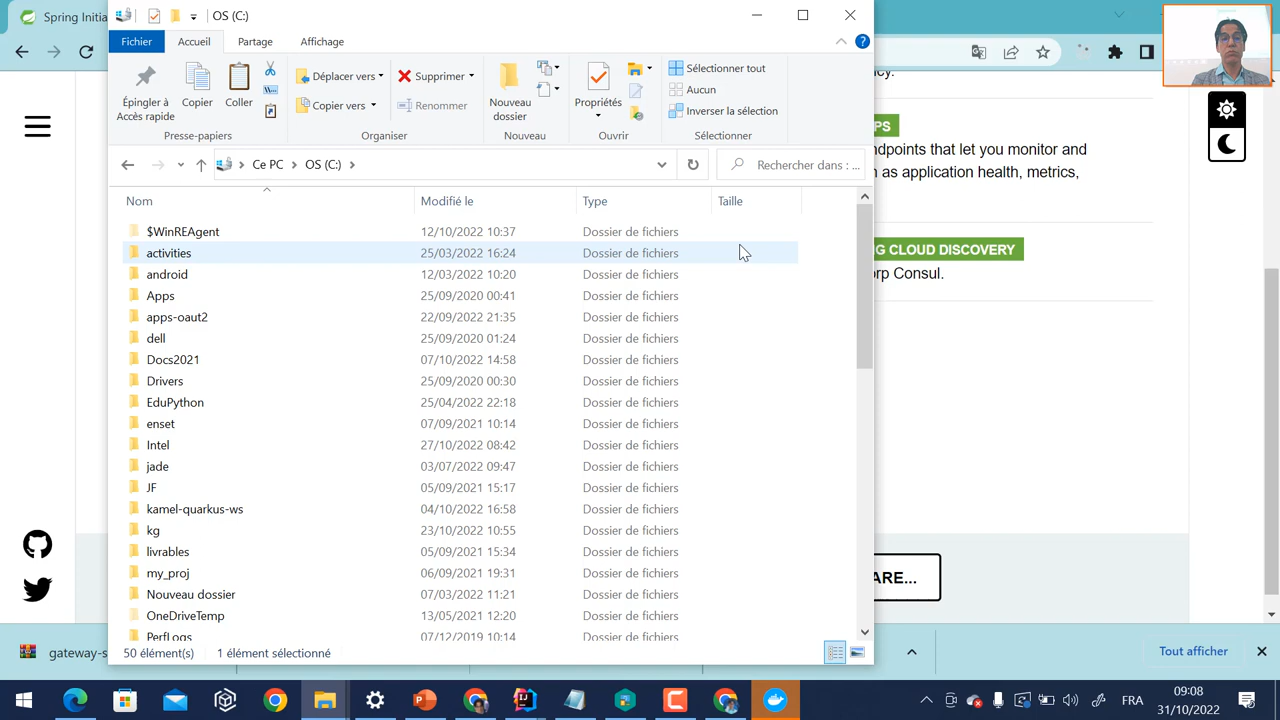 Spring Initia
OS (C:)
Fichier
Accueil
Partage
Affichage
Épingler à
Accès rapide
Copier
Coller
Déplacer vers
Copier vers
Supprimer
Renommer
Nouveau
dossier
Propriétés
Sélectionner tout
Aucun
Inverser la sélection
Press-papiers
Organiser
Nouveau
Ouvrir
Sélectionner
Ce PC
OS (C:)
Rechercher dans : ...
Nom
Modifié le
Type
Taille
$WinREAgent 12/10/2022 10:37 Dossier de fichiers
activities 25/03/2022 16:24 Dossier de fichiers
android 12/03/2022 10:20 Dossier de fichiers
Apps 25/09/2020 00:41 Dossier de fichiers
apps-oaut2 22/09/2022 21:35 Dossier de fichiers
dell 25/09/2020 01:24 Dossier de fichiers
Docs2021 07/10/2022 14:58 Dossier de fichiers
Drivers 25/09/2020 00:30 Dossier de fichiers
EduPython 25/04/2022 22:18 Dossier de fichiers
enset 07/09/2021 10:14 Dossier de fichiers
Intel 27/10/2022 08:42 Dossier de fichiers
jade 03/07/2022 09:47 Dossier de fichiers
JF 05/09/2021 15:17 Dossier de fichiers
kamel-quarkus-ws 04/10/2022 16:58 Dossier de fichiers
kg 23/10/2022 10:55 Dossier de fichiers
livrables 05/09/2021 15:34 Dossier de fichiers
my_proj 06/09/2021 19:31 Dossier de fichiers
Nouveau dossier 07/03/2022 11:21 Dossier de fichiers
OneDriveTemp 13/05/2021 12:20 Dossier de fichiers
PerfLogs 07/12/2019 10:14 Dossier de fichiers
50 élément(s) 1 élément sélectionné
PS
ndpoints that let you monitor and
n as application health, metrics,
NG CLOUD DISCOVERY
orp Consul.
ARE...
gateway-s
Tout afficher
FRA
09:08
31/10/2022